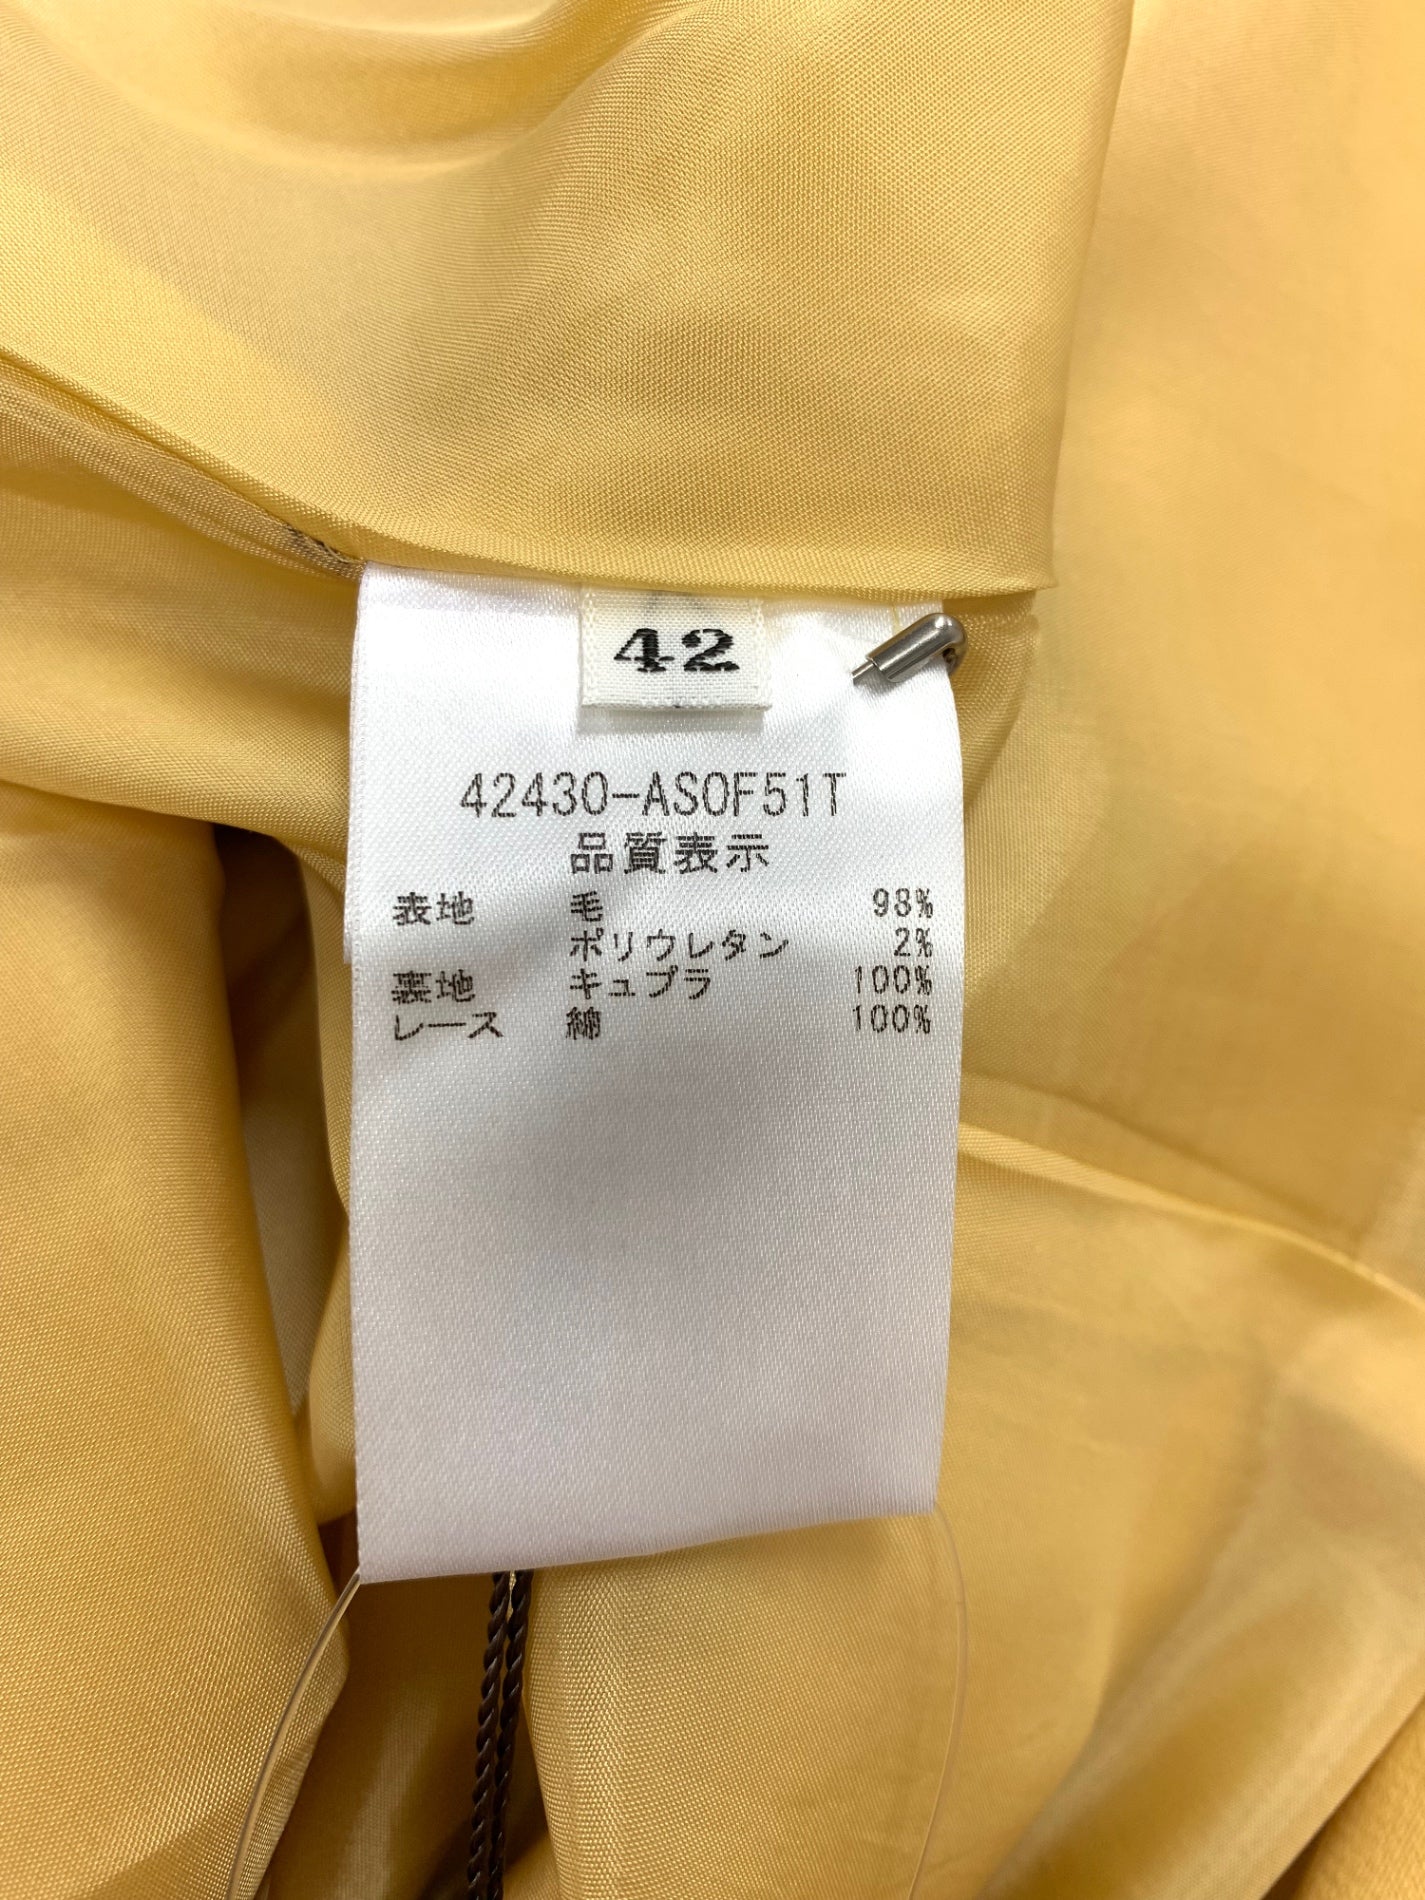 42
42430-ASOF51T
品質表示
表地 毛 98%
ポリウレタン 2%
裏地 キュプラ 100%
レース 綿 100%